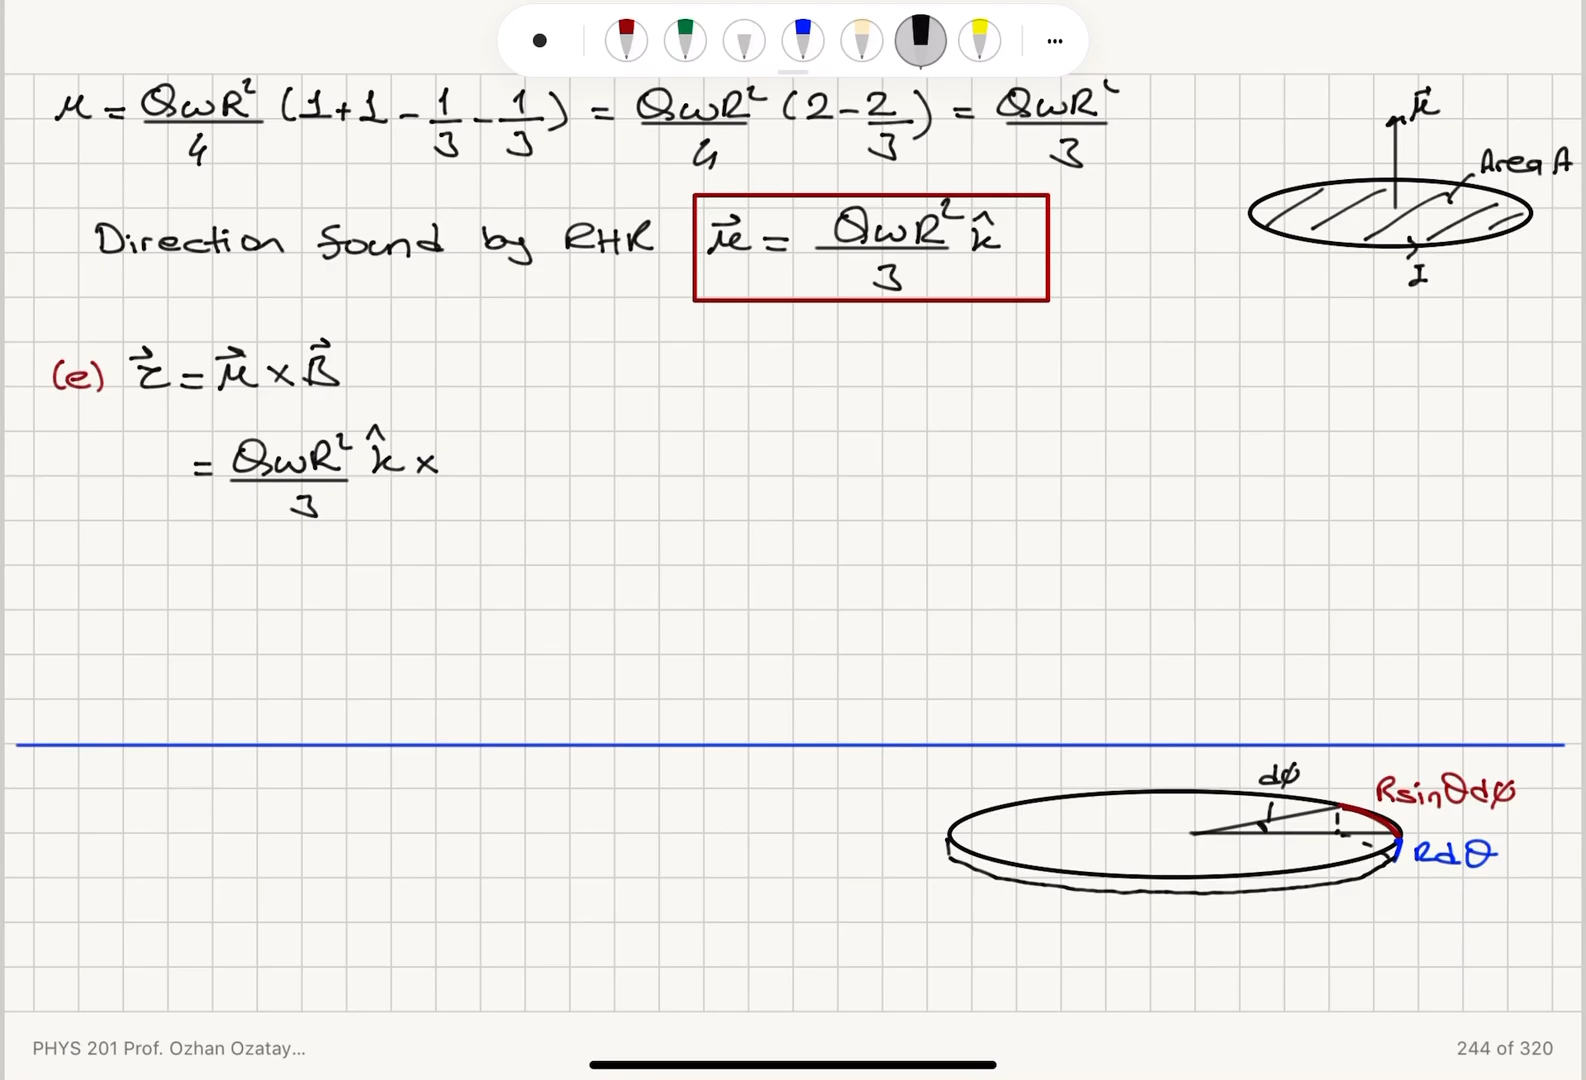 μ = QωR²/4 (1+1-1/3-1/3) = QωR²/4 (2-2/3) = QωR²/3
μ⃗
Area A
I
Direction found by RHR μ⃗ = QωR²/3 k̂
(e) τ⃗ = μ⃗ × B⃗
= QωR²/3 k̂ ×
dφ
Rsinθdφ
Rdθ
PHYS 201 Prof. Ozhan Ozatay...
244 of 320